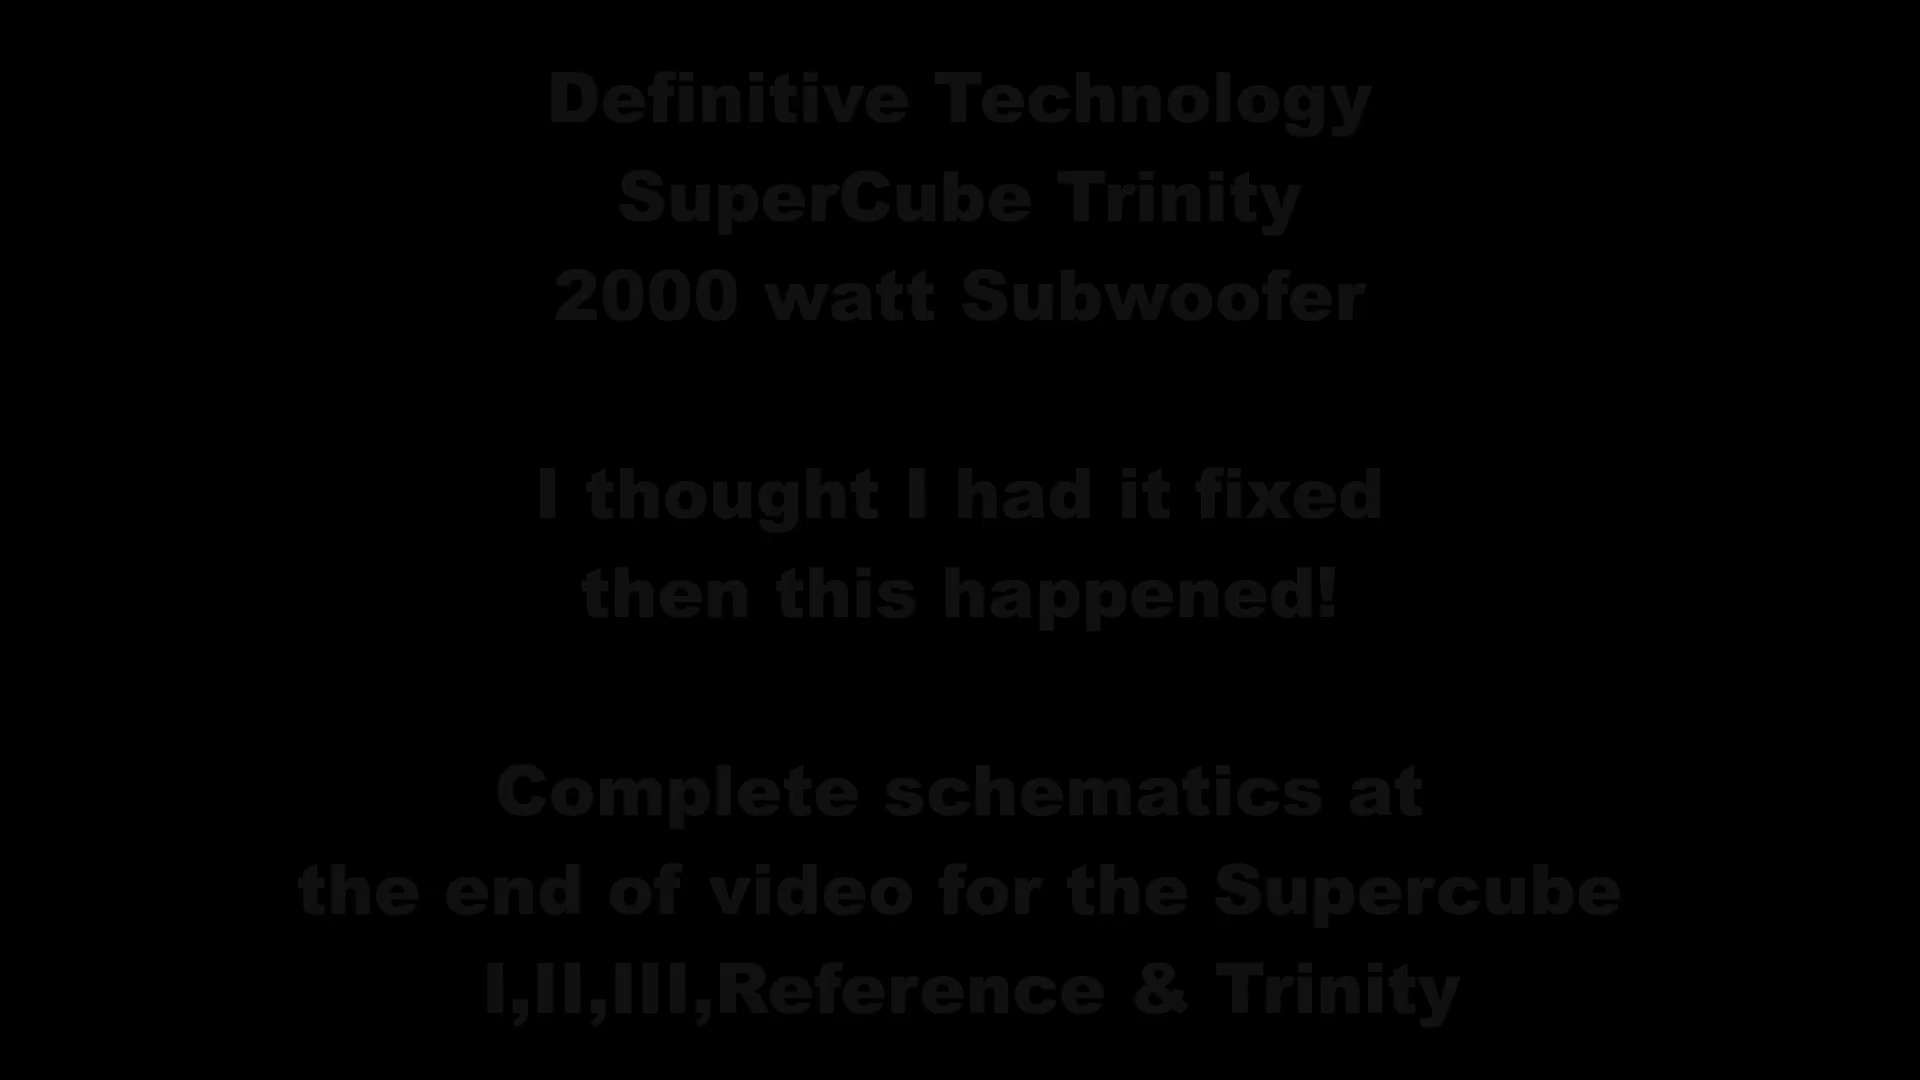 Definitive Technology
SuperCube Trinity
2000 watt Subwoofer
I thought I had it fixed
then this happened!
Complete schematics at
the end of video for the Supercube
I,II,III,Reference & Trinity